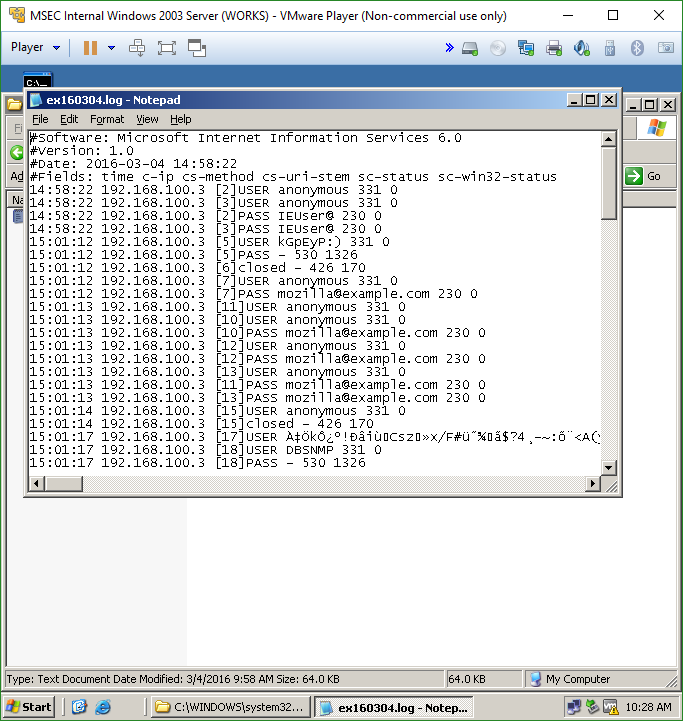 MSEC Internal Windows 2003 Server (WORKS) - VMware Player (Non-commercial use only)
Player
C:\...
ex160304.log - Notepad
File Edit Format View Help
#Software: Microsoft Internet Information Services 6.0
#Version: 1.0
#Date: 2016-03-04 14:58:22
#Fields: time c-ip cs-method cs-uri-stem sc-status sc-win32-status
14:58:22 192.168.100.3 [2]USER anonymous 331 0
14:58:22 192.168.100.3 [3]USER anonymous 331 0
14:58:22 192.168.100.3 [2]PASS IEUser@ 230 0
14:58:22 192.168.100.3 [3]PASS IEUser@ 230 0
15:01:12 192.168.100.3 [5]USER kGpEyP:) 331 0
15:01:12 192.168.100.3 [5]PASS - 530 1326
15:01:12 192.168.100.3 [6]closed - 426 170
15:01:12 192.168.100.3 [7]USER anonymous 331 0
15:01:12 192.168.100.3 [7]PASS mozilla@example.com 230 0
15:01:13 192.168.100.3 [11]USER anonymous 331 0
15:01:13 192.168.100.3 [10]USER anonymous 331 0
15:01:13 192.168.100.3 [10]PASS mozilla@example.com 230 0
15:01:13 192.168.100.3 [12]USER anonymous 331 0
15:01:13 192.168.100.3 [12]PASS mozilla@example.com 230 0
15:01:13 192.168.100.3 [13]USER anonymous 331 0
15:01:13 192.168.100.3 [11]PASS mozilla@example.com 230 0
15:01:13 192.168.100.3 [13]PASS mozilla@example.com 230 0
15:01:14 192.168.100.3 [15]USER anonymous 331 0
15:01:14 192.168.100.3 [15]closed - 426 170
15:01:17 192.168.100.3 [17]USER
15:01:17 192.168.100.3 [18]USER DBSNMP 331 0
15:01:17 192.168.100.3 [18]PASS - 530 1326
Go
Type: Text Document Date Modified: 3/4/2016 9:58 AM Size: 64.0 KB 64.0 KB My Computer
Start C:\WINDOWS\system32... ex160304.log - Notep... 10:28 AM